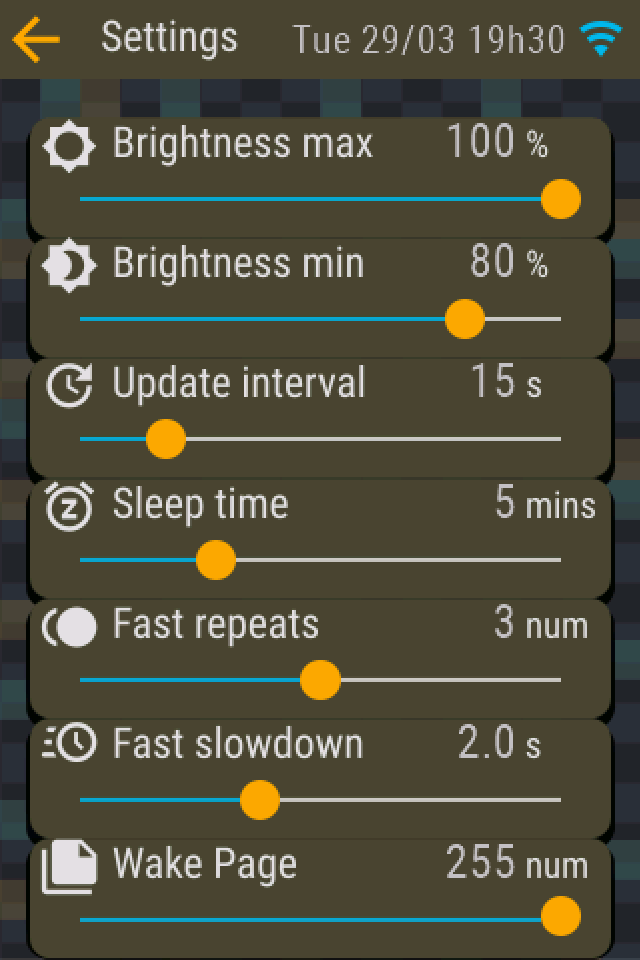 Settings Tue 29/03 19h30
Brightness max 100 %
Brightness min 80 %
Update interval 15 s
Sleep time 5 mins
Fast repeats 3 num
Fast slowdown 2.0 s
Wake Page 255 num